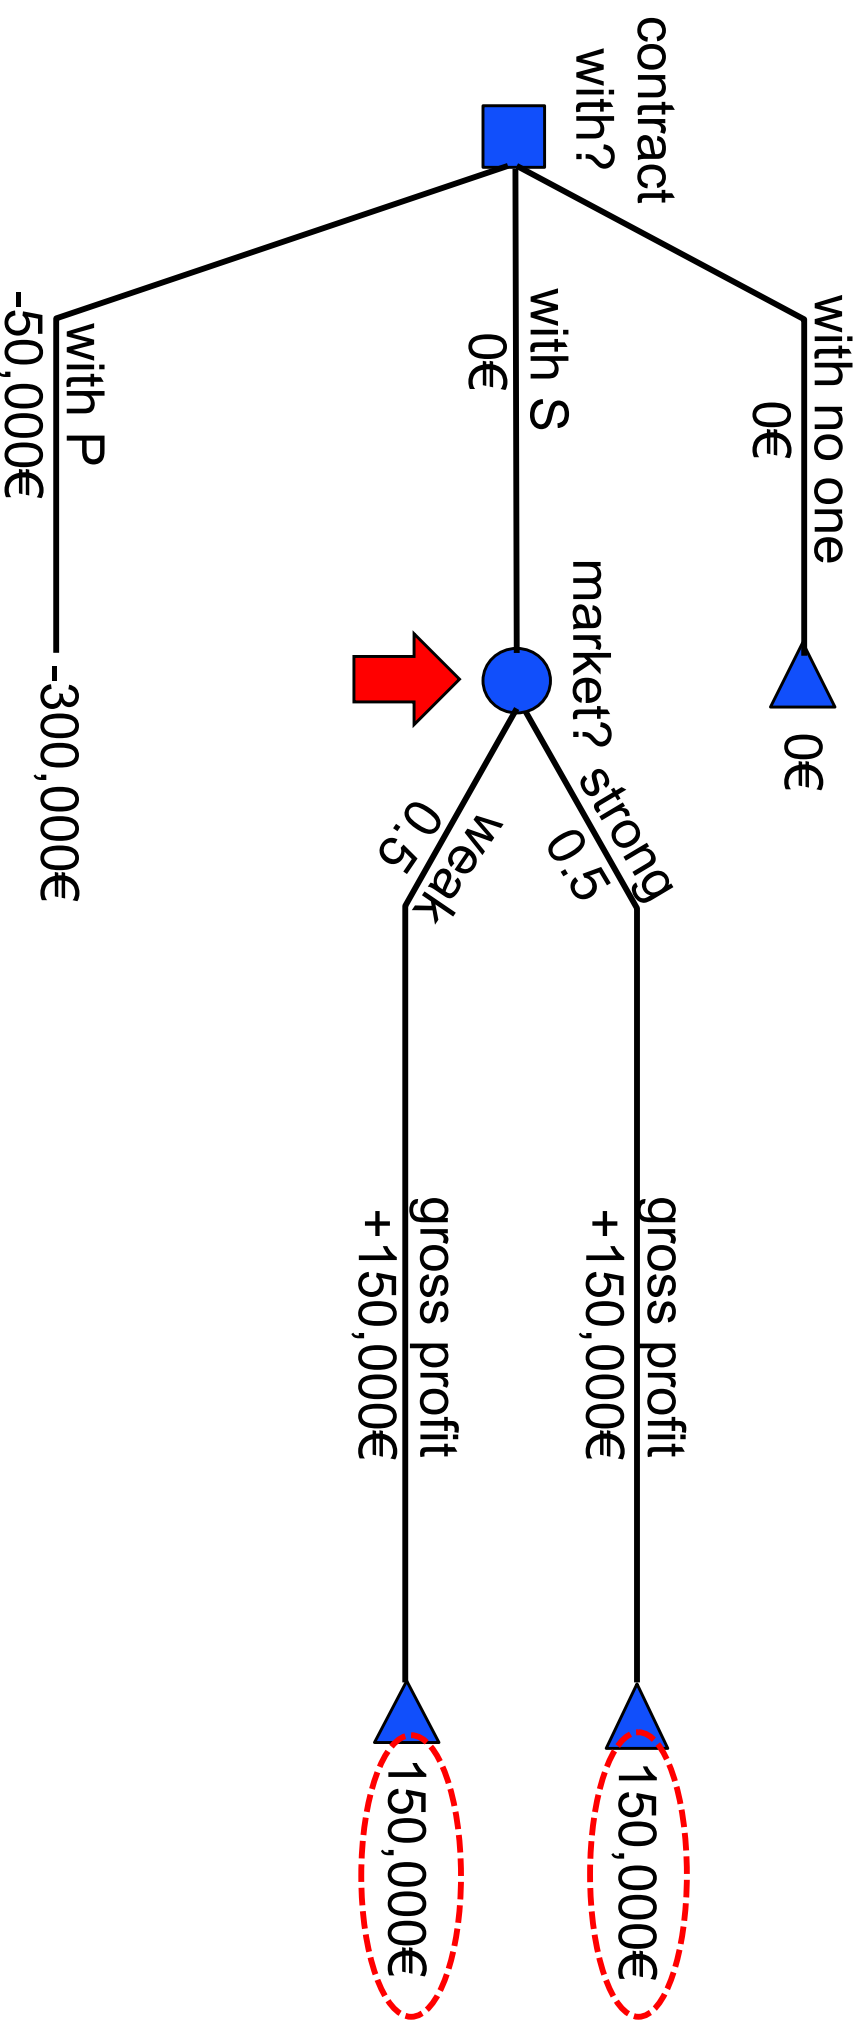 contract
with?
with no one
0€
0€
with S
0€
market?
strong
0.5
gross profit
+150,000€
150,000€
weak
0.5
gross profit
+150,000€
150,000€
with P
-50,000€
-300,000€